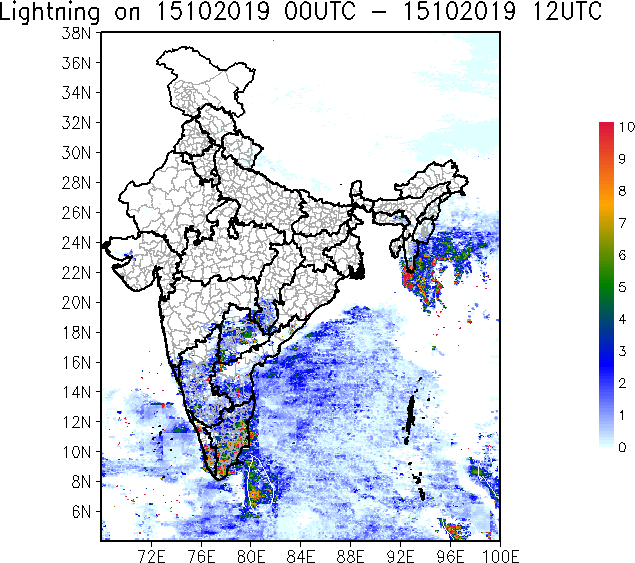 Lightning on 15102019 00UTC – 15102019 12UTC
38N
36N
34N
32N
30N
28N
26N
24N
22N
20N
18N
16N
14N
12N
10N
8N
6N
72E 76E 80E 84E 88E 92E 96E 100E
10
9
8
7
6
5
4
3
2
1
0